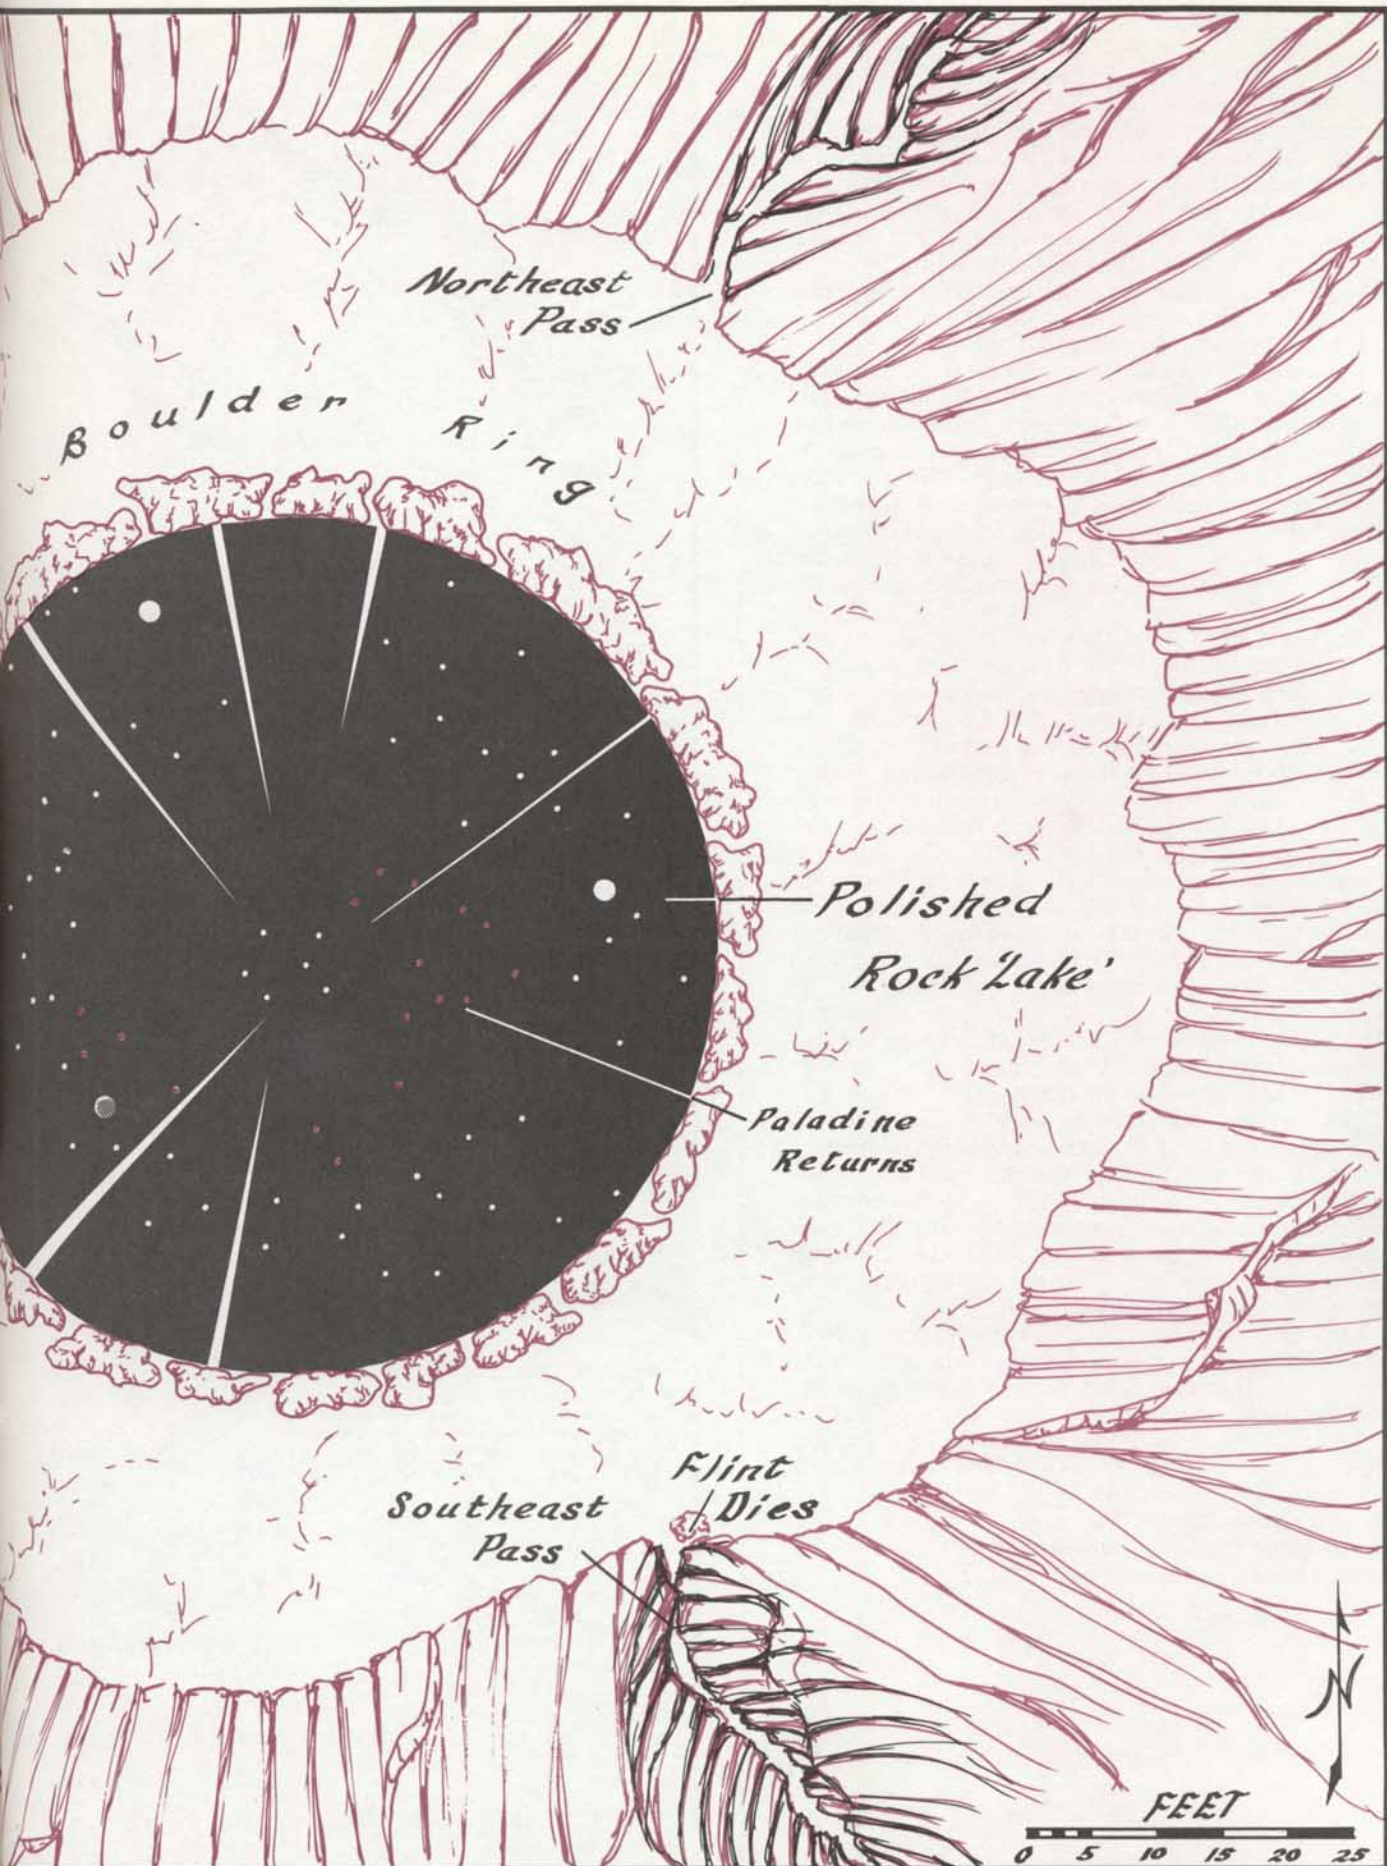 Northeast
Pass
Boulder Ring
Polished
Rock 'Lake'
Paladine
Returns
Flint
Dies
Southeast
Pass
N
FEET
0 5 10 15 20 25